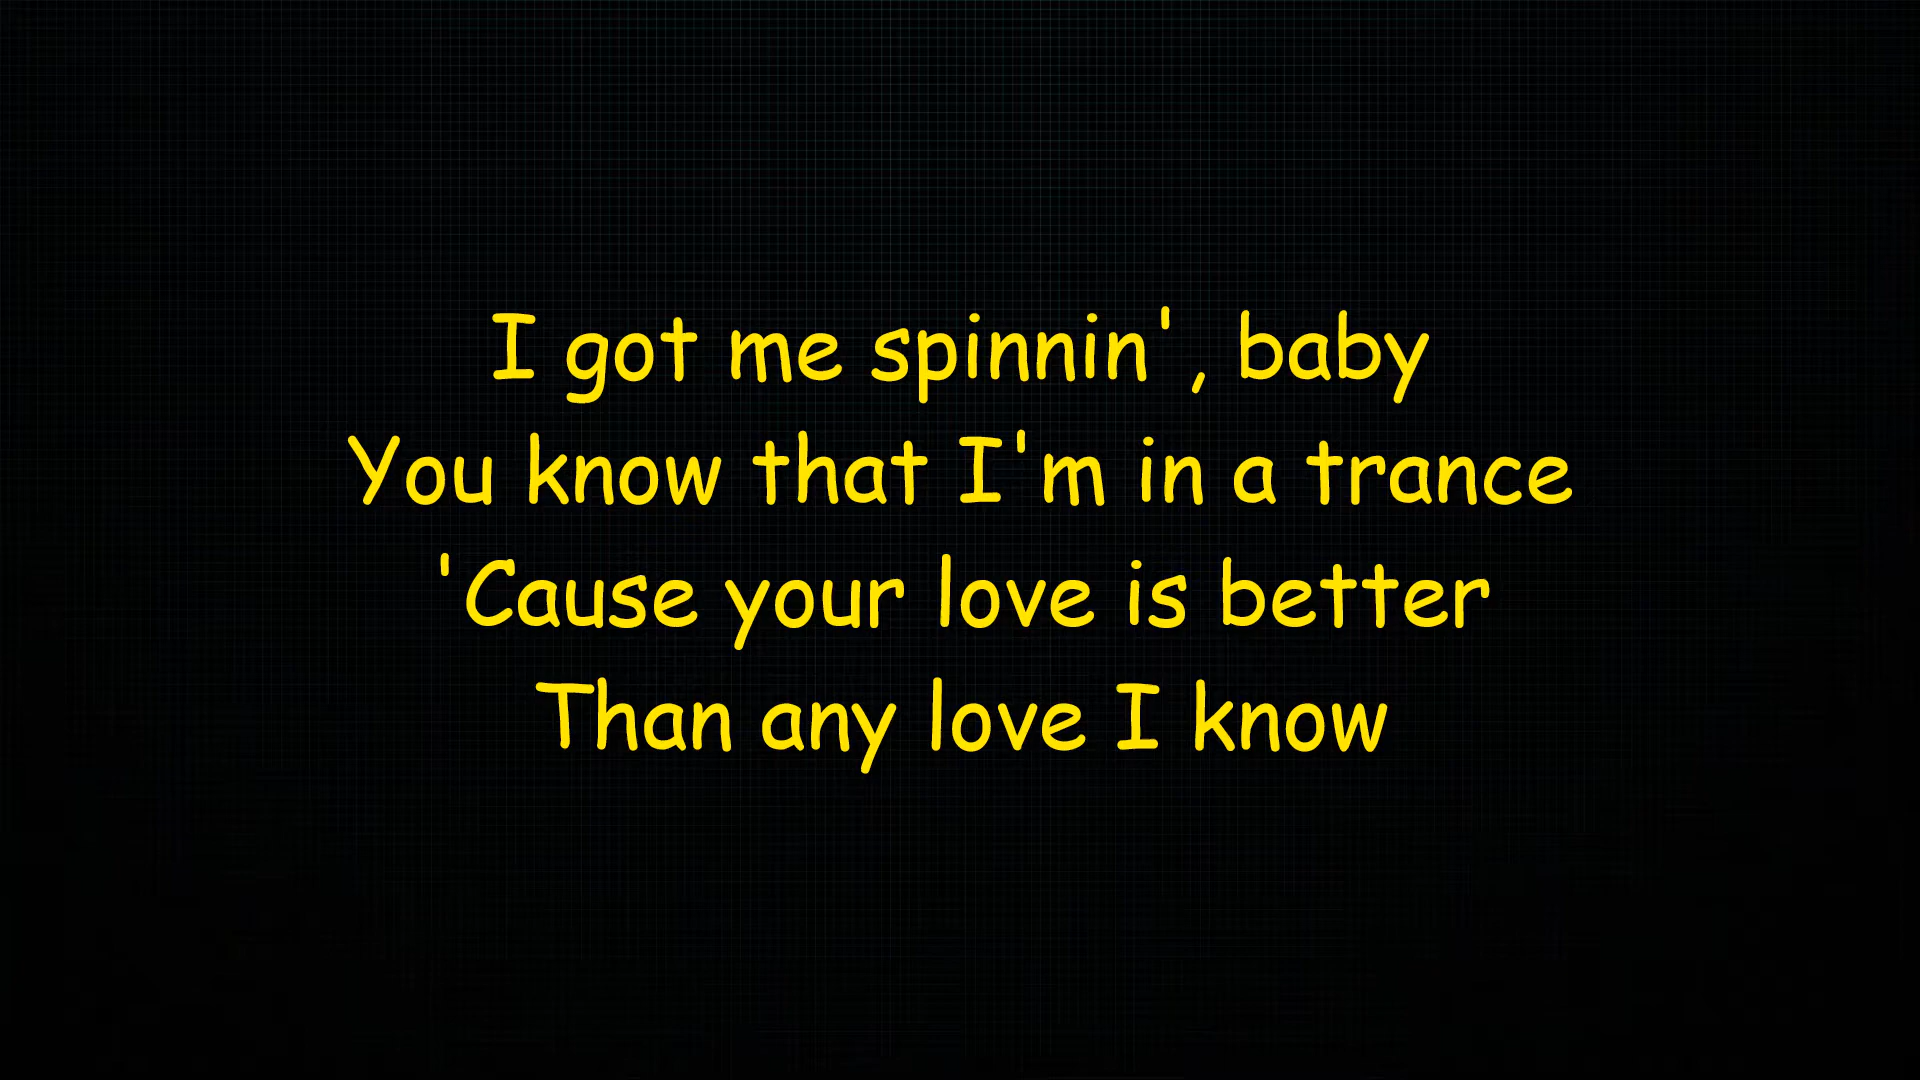 I got me spinnin', baby
You know that I'm in a trance
'Cause your love is better
Than any love I know